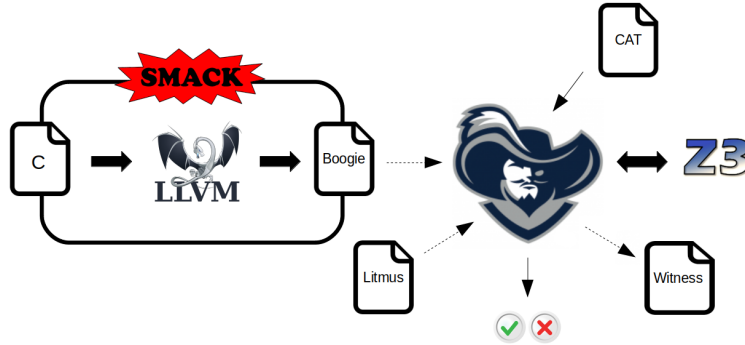 SMACK
CAT
C
LLVM
Boogie
Z3
Litmus
Witness